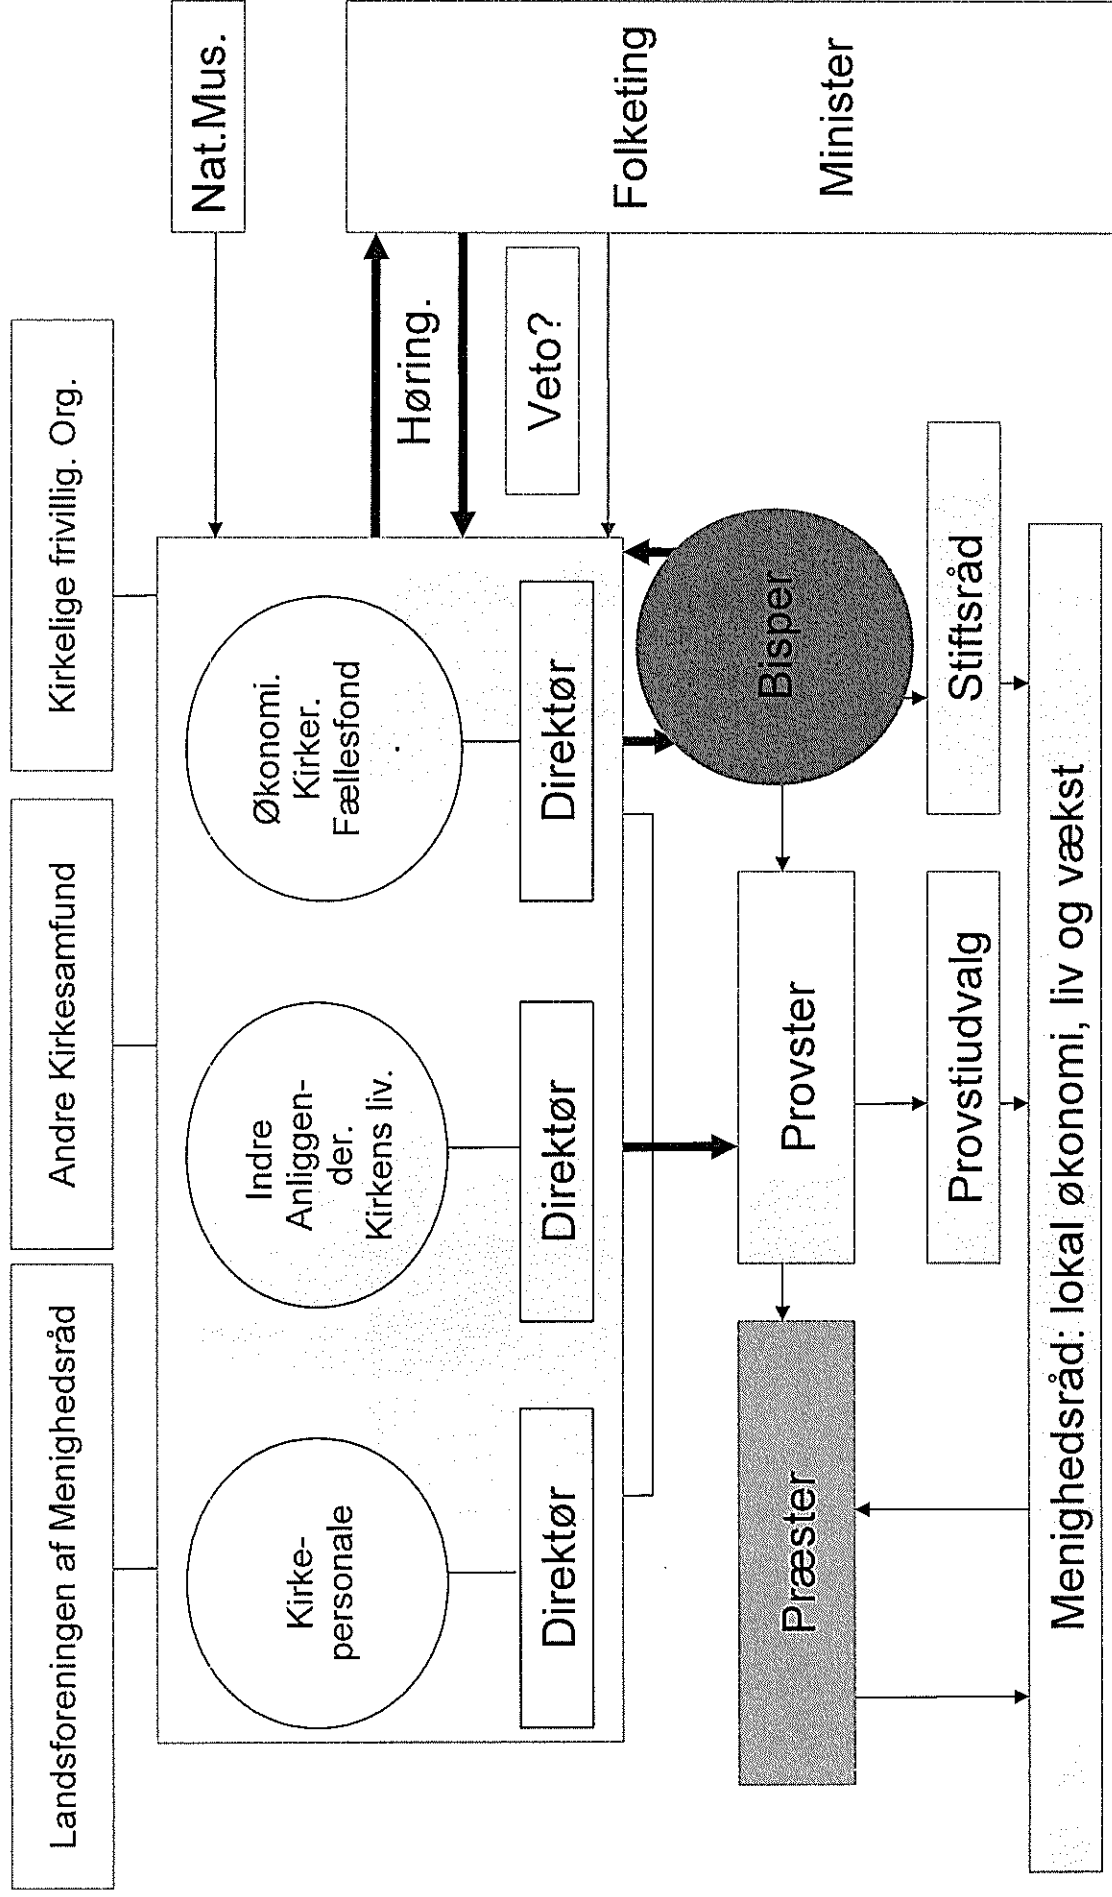 Landsforeningen af Menighedsråd
Andre Kirkesamfund
Kirkelige frivillig. Org.
Nat.Mus.
Kirke-
personale
Indre
Anliggen-
der.
Kirkens liv.
Økonomi.
Kirker.
Fællesfond
Direktør
Direktør
Direktør
Høring.
Veto?
Folketing
Minister
Præster
Provster
Bisper
Provstiudvalg
Stiftsråd
Menighedsråd: lokal økonomi, liv og vækst